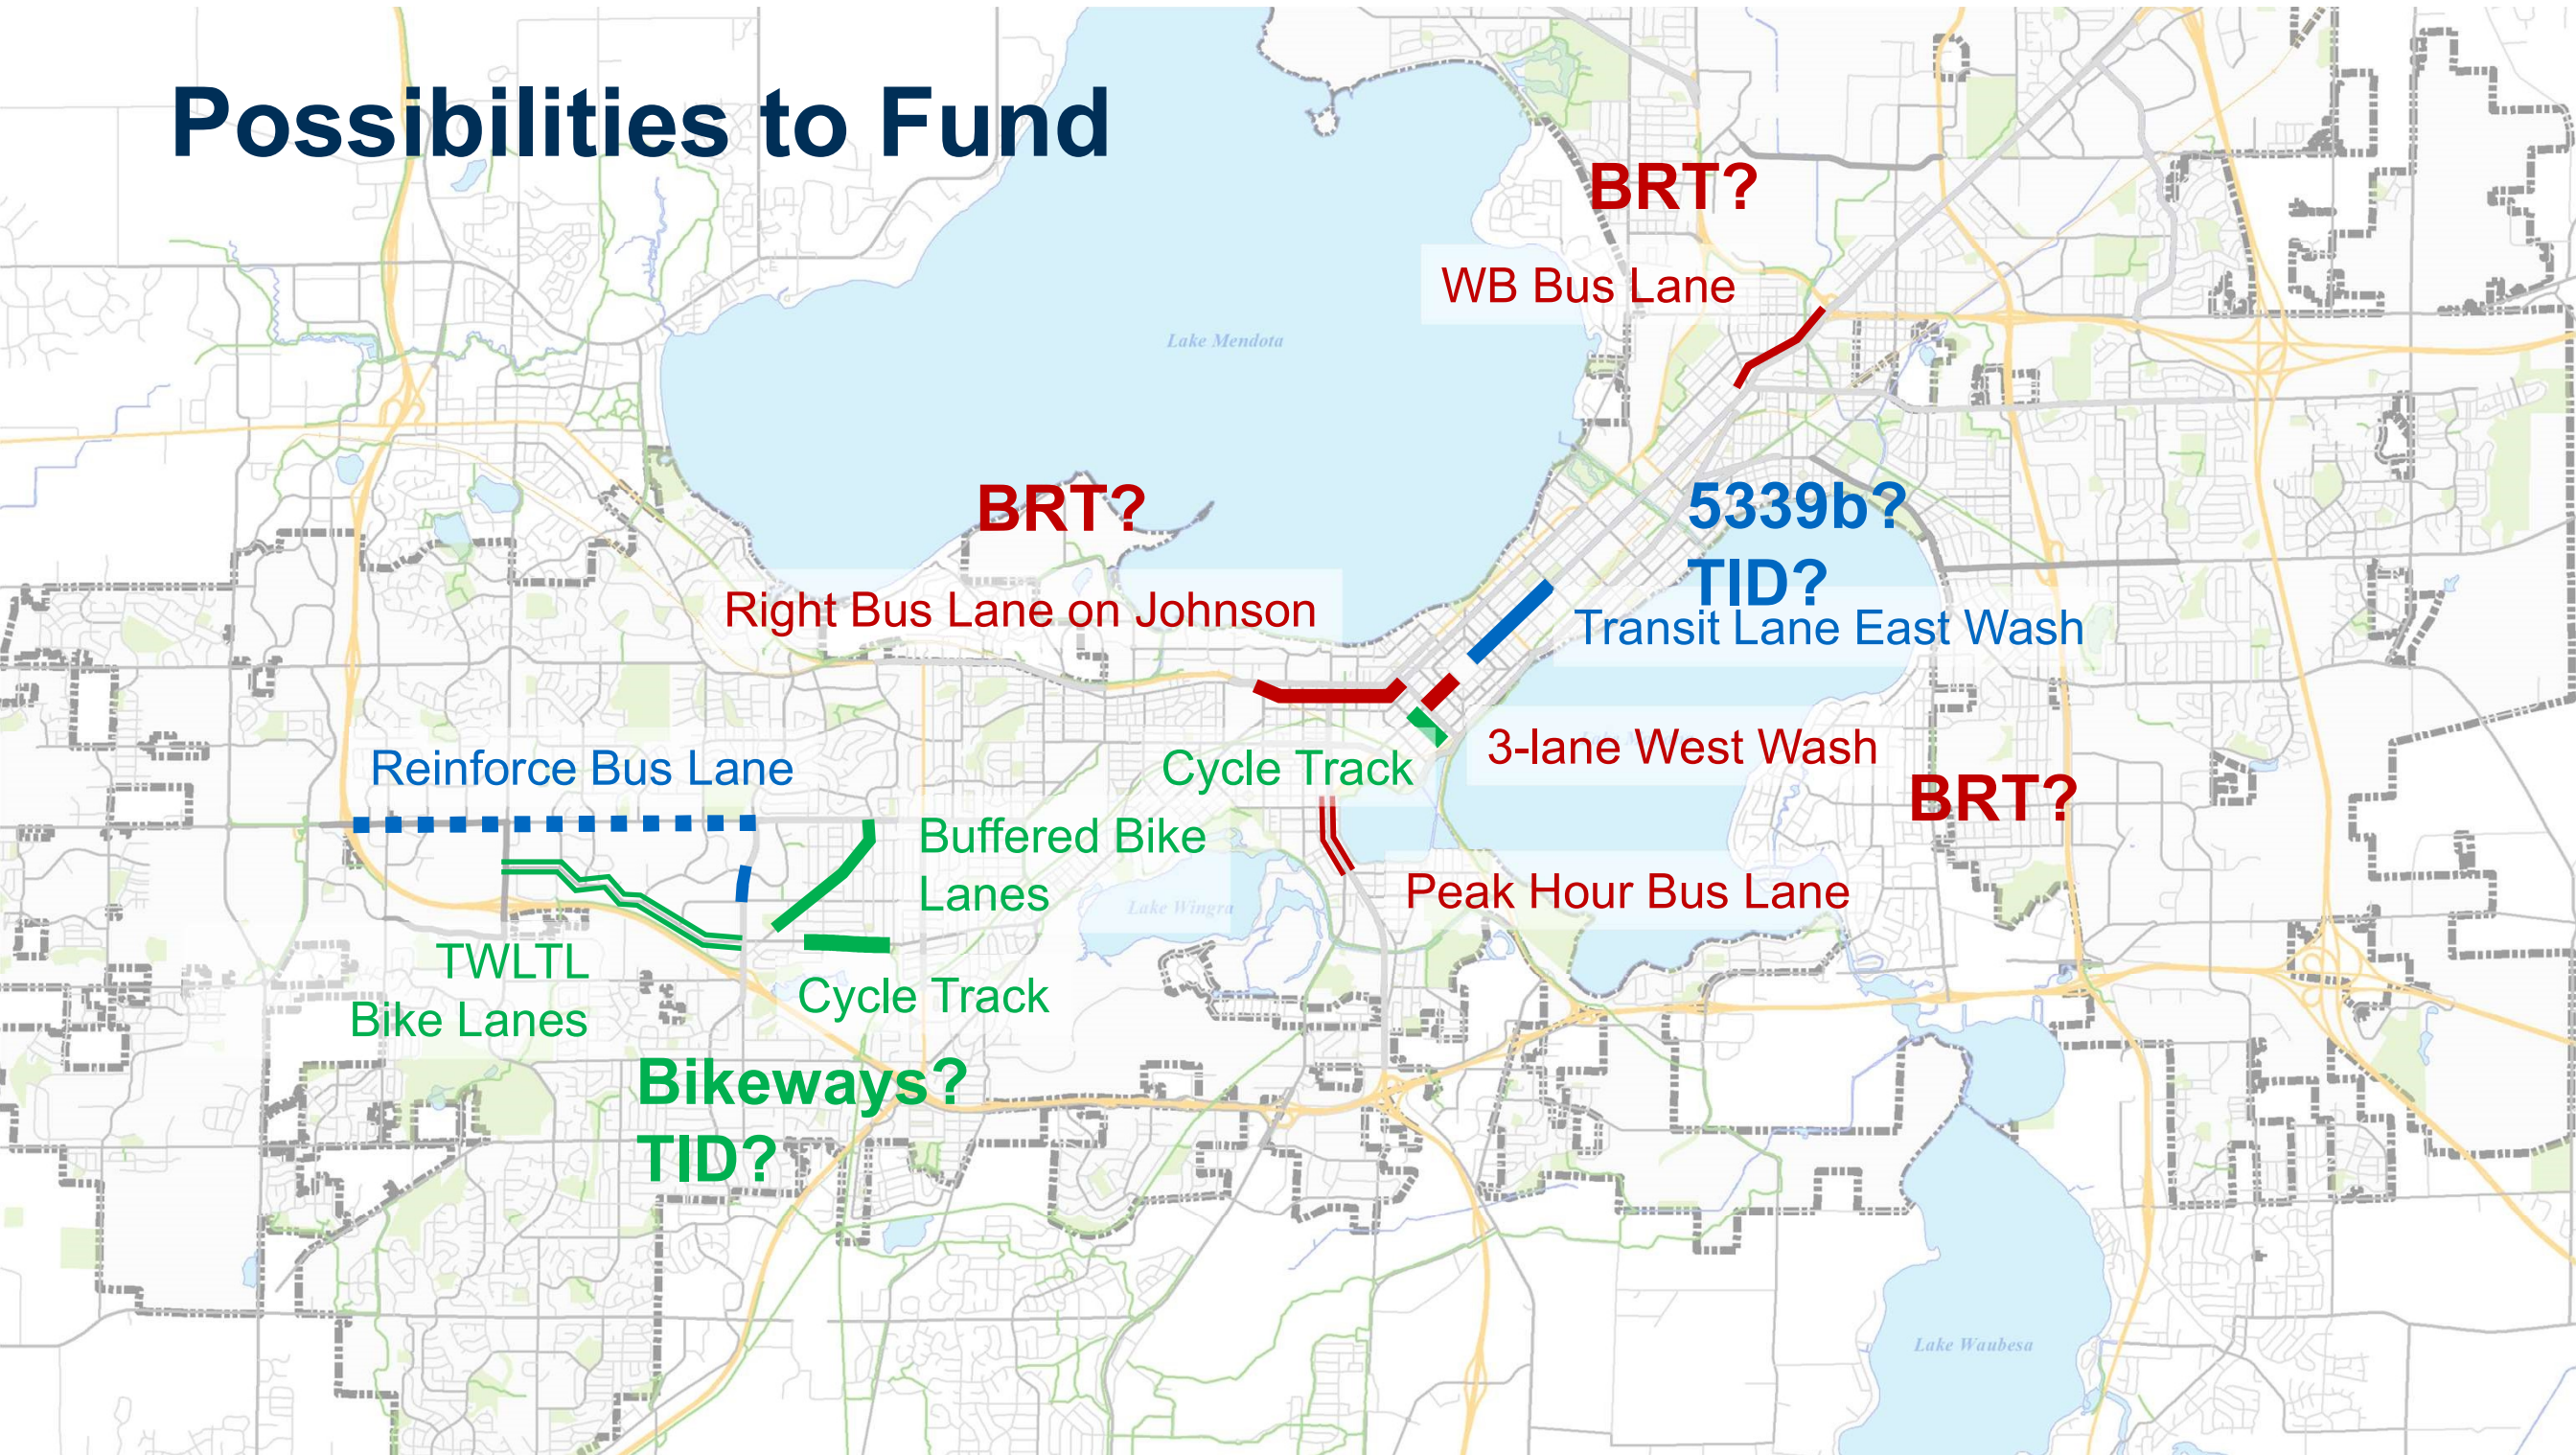 Possibilities to Fund
BRT?
WB Bus Lane
Lake Mendota
BRT?
Right Bus Lane on Johnson
5339b?
TID?
Transit Lane East Wash
Reinforce Bus Lane
Cycle Track
3-lane West Wash
BRT?
Buffered Bike
Lanes
Lake Wingra
Peak Hour Bus Lane
TWLTL
Bike Lanes
Cycle Track
Bikeways?
TID?
Lake Waubesa